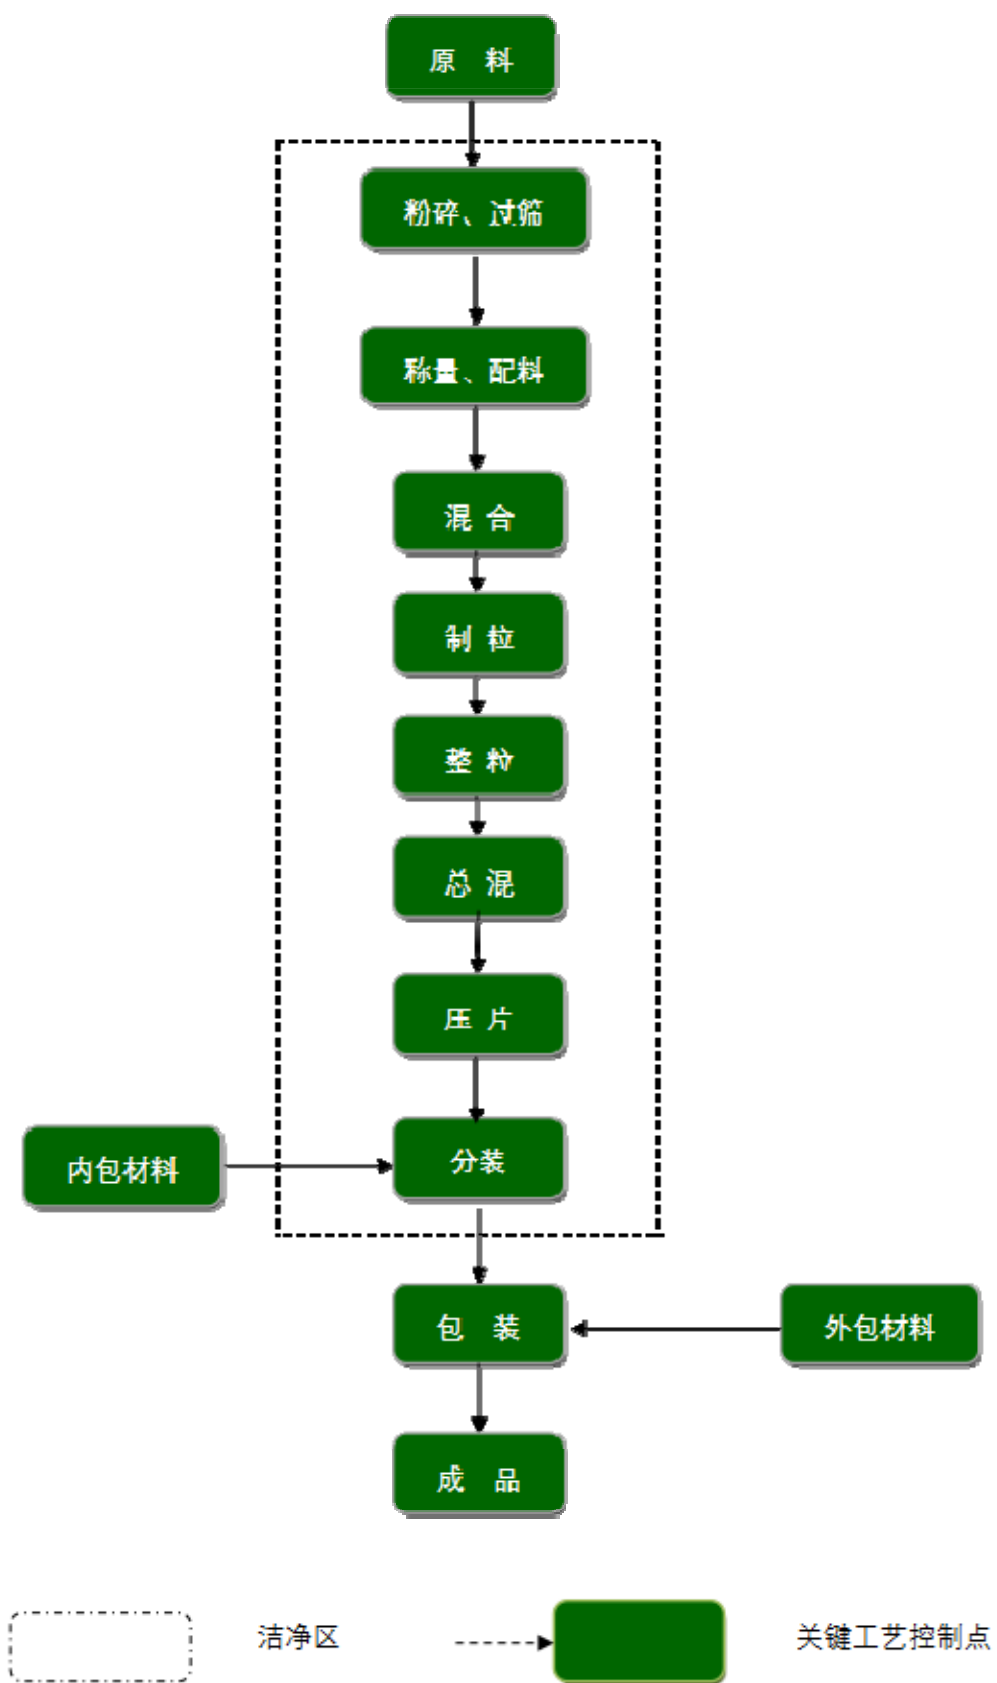 原 料
粉碎、过筛
称量、配料
混 合
制 粒
整 粒
总 混
压 片
内包材料
分装
包 装
外包材料
成 品
洁净区
关键工艺控制点